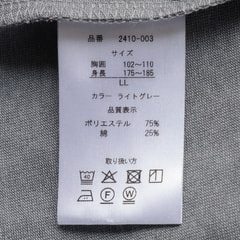 品番 2410-003
サイズ
胸囲 102～110
身長 175～185
LL
カラー ライトグレー
品質表示
ポリエステル 75%
綿 25%
取り扱い方
40
F W